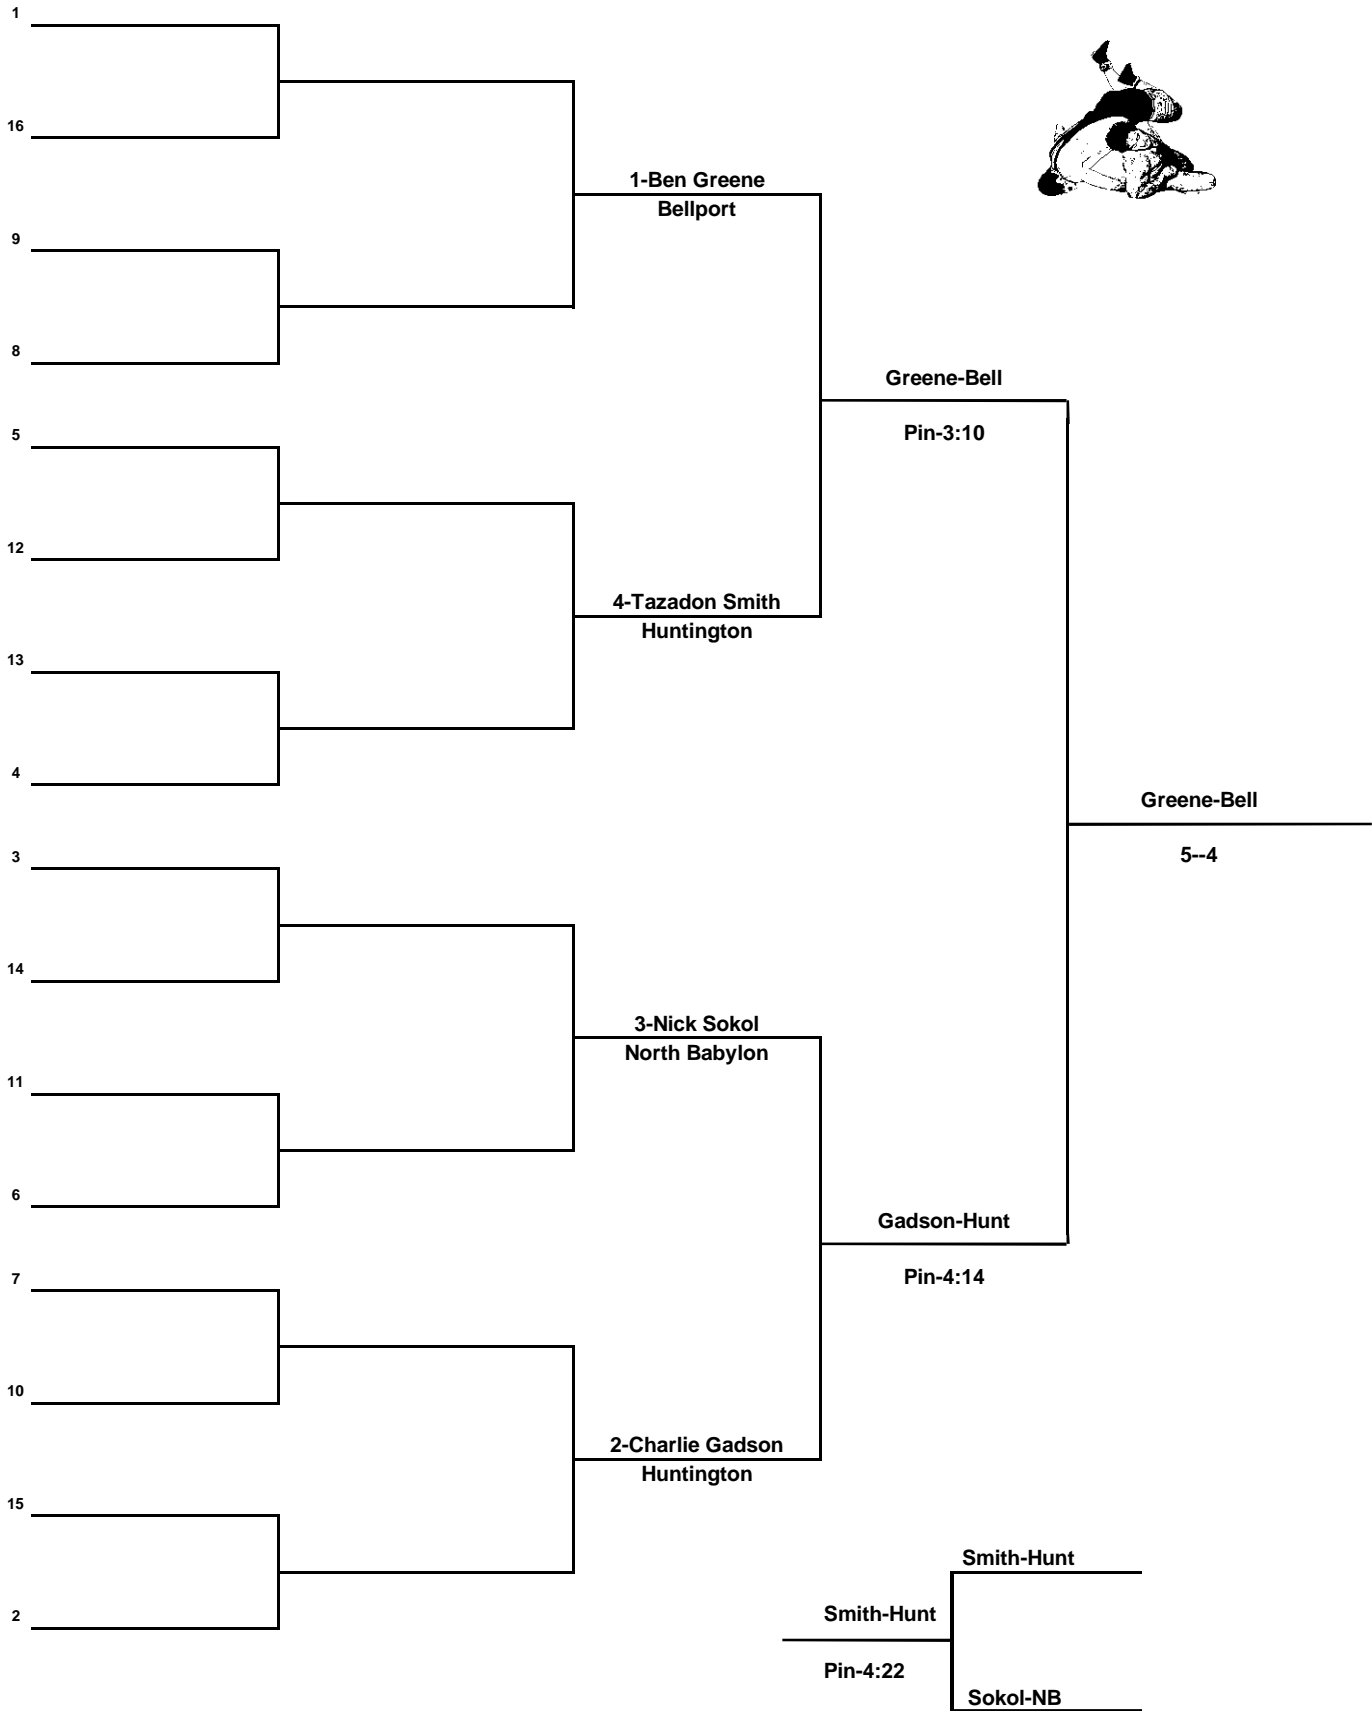 1
16
1-Ben Greene
Bellport
9
8
Greene-Bell
Pin-3:10
5
12
4-Tazadon Smith
Huntington
13
4
Greene-Bell
5--4
3
14
3-Nick Sokol
North Babylon
11
6
Gadson-Hunt
Pin-4:14
7
10
2-Charlie Gadson
Huntington
15
2
Smith-Hunt
Smith-Hunt
Pin-4:22
Sokol-NB